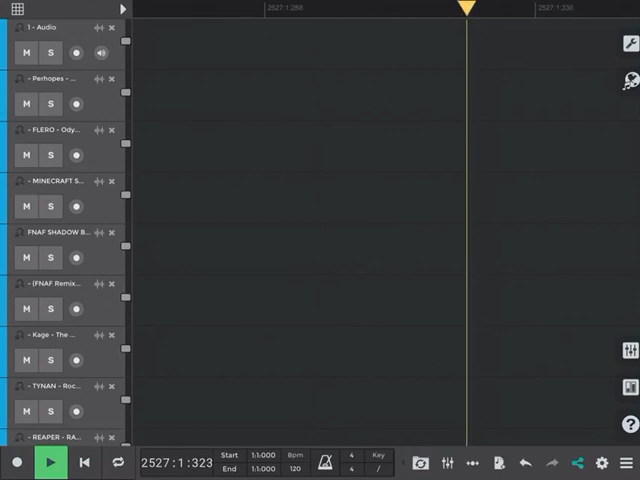 2527:1:288
2527:1:338
1 - Audio
M S
- Perhopes - ...
M S
- FLERO - Ody...
M S
- MINECRAFT S...
M S
FNAF SHADOW B...
M S
- (FNAF Remix...
M S
- Kage - The ...
M S
- TYNAN - Roc...
M S
- REAPER - RA...
2527:1:323
Start 1:1:000 Bpm 4 Key
End 1:1:000 120 4 /
?